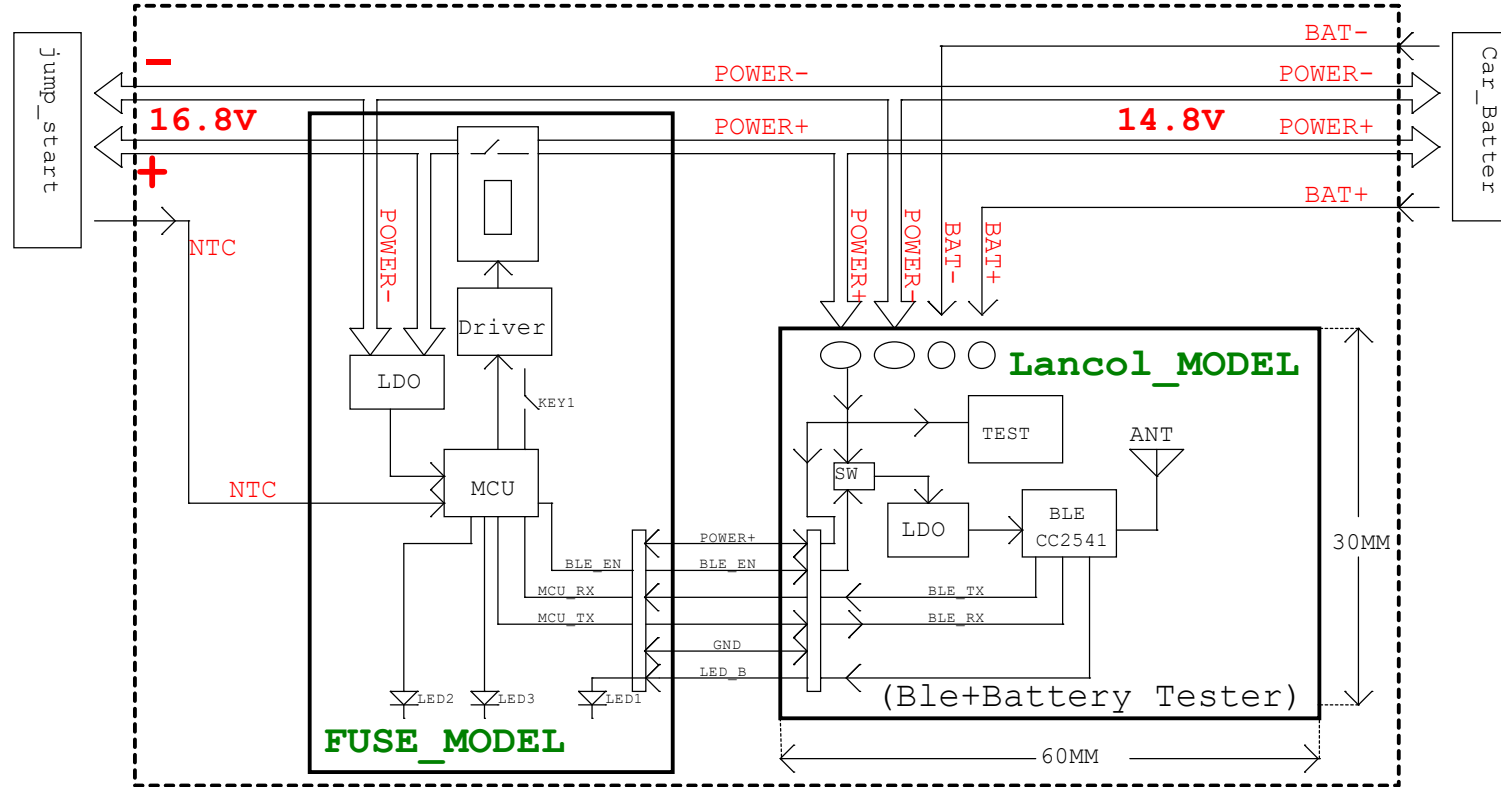 BAT-
POWER-
POWER-
16.8V
POWER+
14.8V
POWER+
BAT+
jump_start
Car_Batter
-
+
NTC
POWER-
POWER+
POWER-
BAT-
BAT+
Driver
LDO
KEY1
Lancol_MODEL
TEST
ANT
SW
MCU
NTC
LDO
BLE
CC2541
30MM
POWER+
BLE_EN
BLE_EN
MCU_RX
BLE_TX
MCU_TX
BLE_RX
GND
LED_B
LED2
LED3
LED1
(Ble+Battery Tester)
FUSE_MODEL
60MM